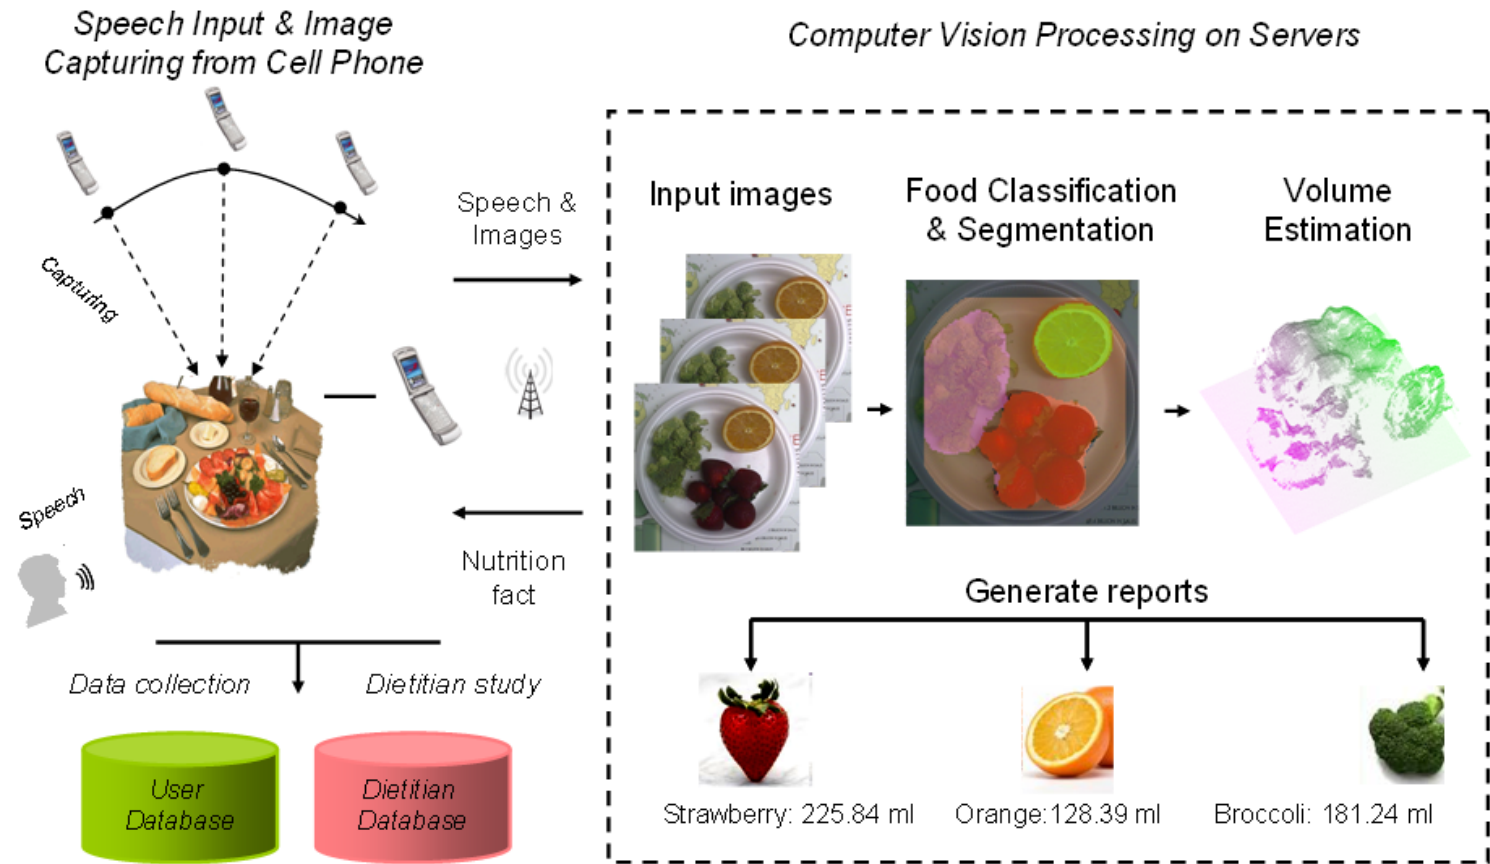 Speech Input & Image
Capturing from Cell Phone
Computer Vision Processing on Servers
Capturing
Speech &
Images
Speech
Nutrition
fact
Data collection
Dietitian study
User
Database
Dietitian
Database
Input images
Food Classification
& Segmentation
Volume
Estimation
Generate reports
Strawberry: 225.84 ml
Orange:128.39 ml
Broccoli: 181.24 ml